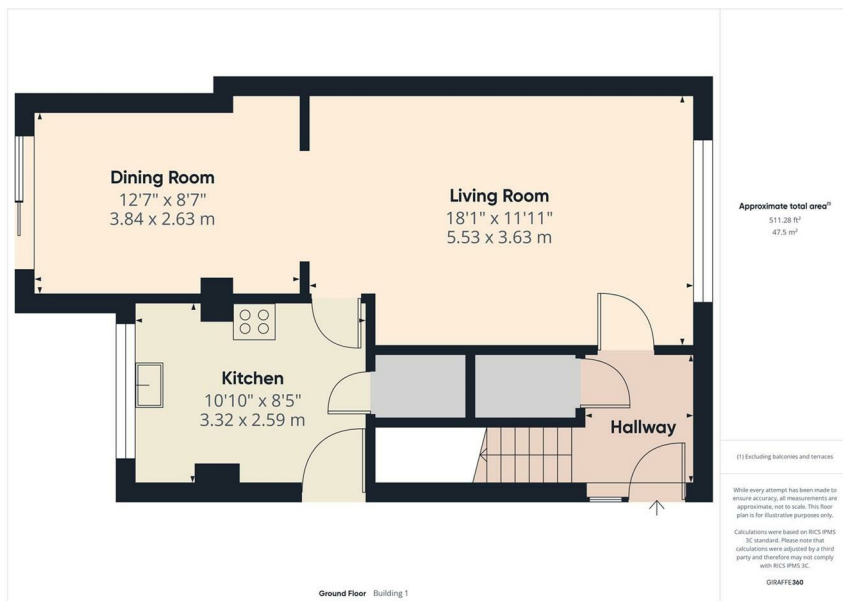 Dining Room
12'7" x 8'7"
3.84 x 2.63 m
Living Room
18'1" x 11'11"
5.53 x 3.63 m
Kitchen
10'10" x 8'5"
3.32 x 2.59 m
Hallway
Approximate total area⁽¹⁾
511.28 ft²
47.5 m²
(1) Excluding balconies and terraces
While every attempt has been made to
ensure accuracy, all measurements are
approximate, not to scale. This floor
plan is for illustrative purposes only.
Calculations were based on RICS IPMS
3C standard. Please note that
calculations were adjusted by a third
party and therefore may not comply
with RICS IPMS 3C.
GIRAFFE360
Ground Floor Building 1